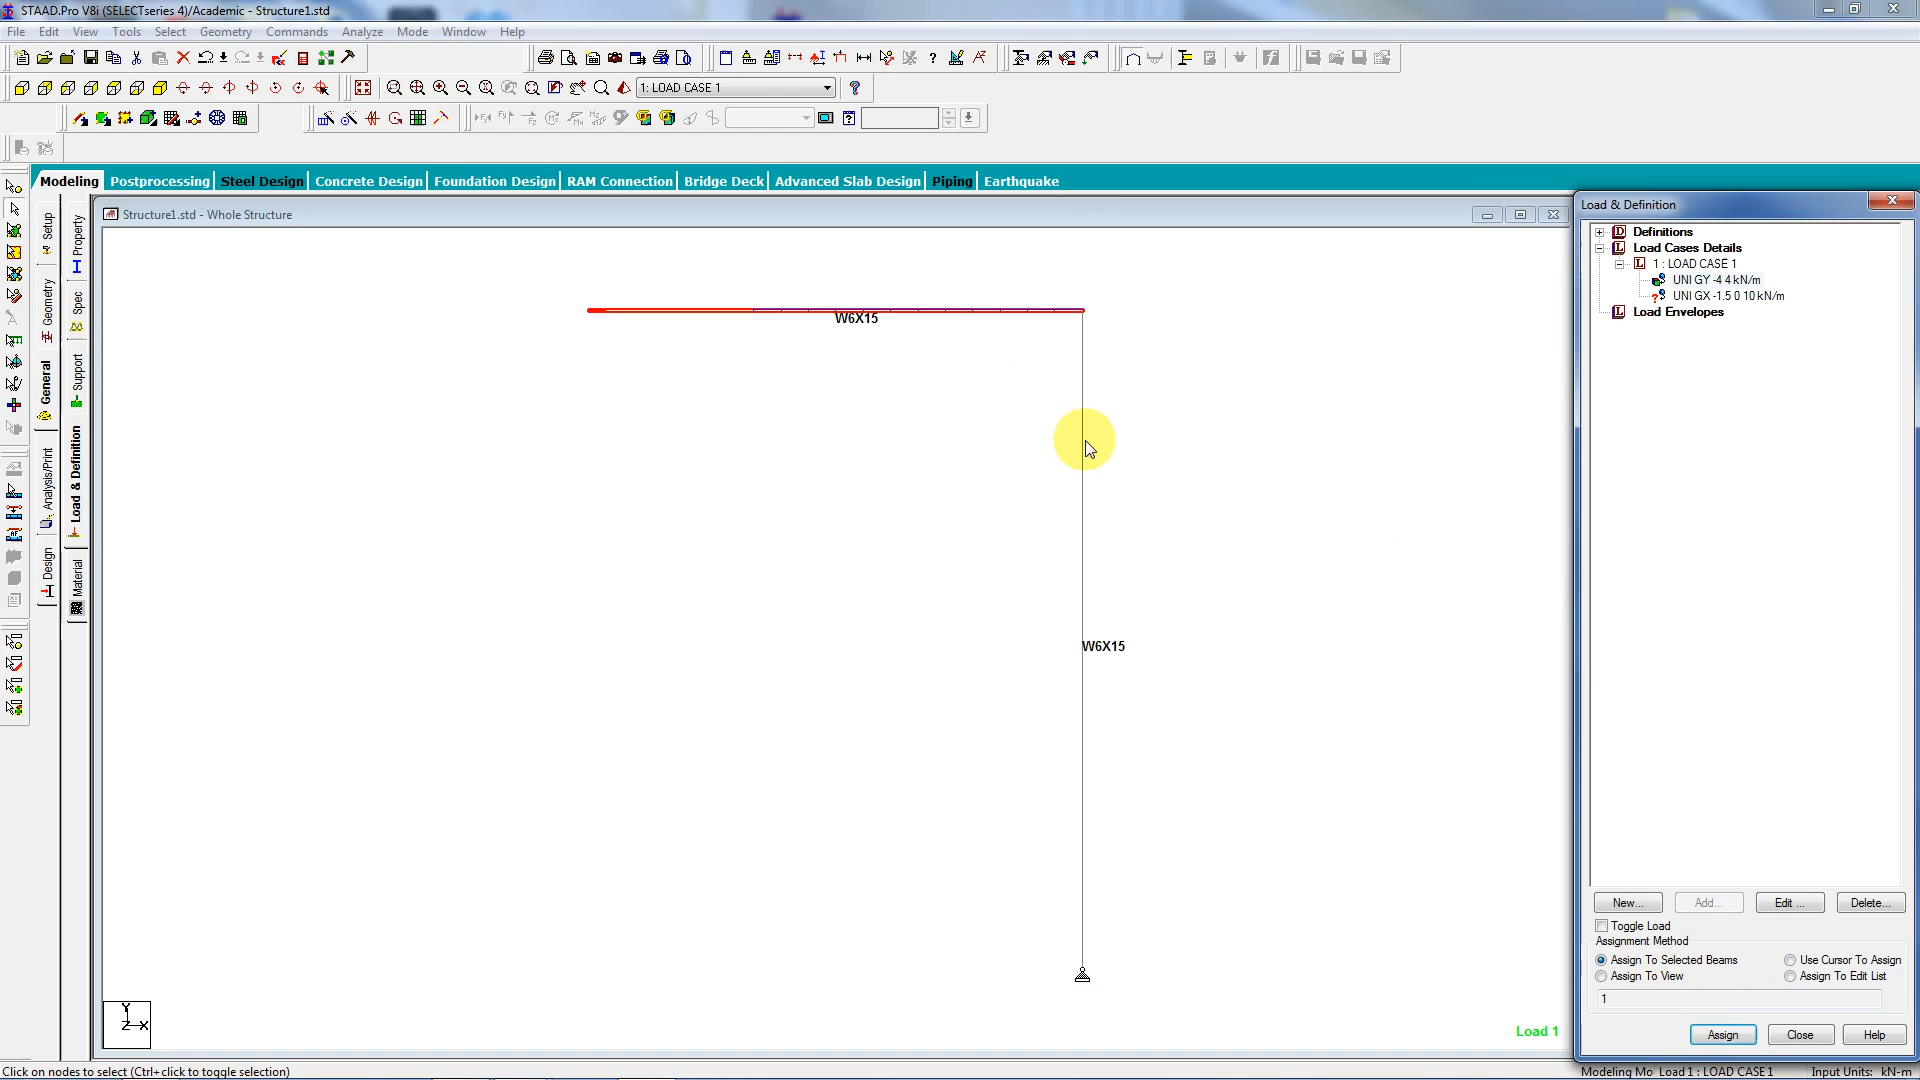 STAAD.Pro V8i (SELECTseries 4)/Academic - Structure1.std
File Edit View Tools Select Geometry Commands Analyze Mode Window Help
1: LOAD CASE 1
Modeling Postprocessing Steel Design Concrete Design Foundation Design RAM Connection Bridge Deck Advanced Slab Design Piping Earthquake
Setup
Geometry
General
Analysis/Print
Design
Property
Spec
Support
Load & Definition
Material
Structure1.std - Whole Structure
W6X15
W6X15
Y
Z X
Load 1
Load & Definition
Definitions
Load Cases Details
1 : LOAD CASE 1
UNI GY -4 4 kN/m
UNI GX -1.5 0 10 kN/m
Load Envelopes
New... Add... Edit ... Delete...
Toggle Load
Assignment Method
Assign To Selected Beams Use Cursor To Assign
Assign To View Assign To Edit List
1
Assign Close Help
Click on nodes to select (Ctrl+click to toggle selection) Modeling Mo Load 1 : LOAD CASE 1 Input Units: kN-m